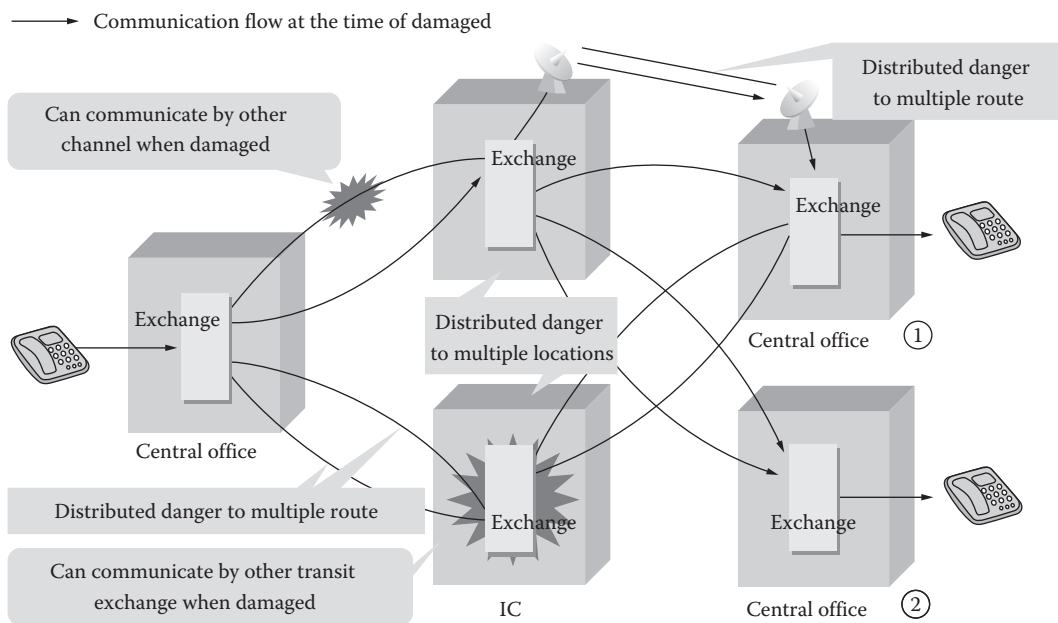 Communication flow at the time of damaged
Distributed danger
to multiple route
Can communicate by other
channel when damaged
Exchange
Exchange
Exchange
Distributed danger
to multiple locations
Central office
①
Central office
Distributed danger to multiple route
Exchange
Exchange
Can communicate by other transit
exchange when damaged
IC
Central office
②